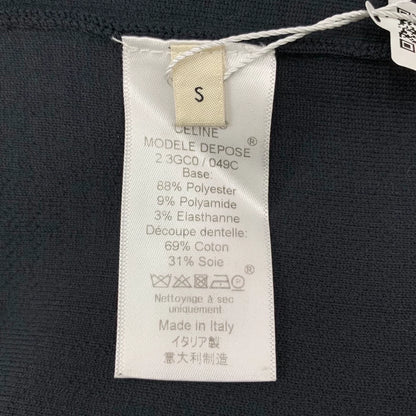 S
CELINE
MODELE DEPOSE®
2.3GC0 / 049C
Base:
88% Polyester
9% Polyamide
3% Elasthanne
Découpe dentelle:
69% Coton
31% Soie
®
Nettoyage à sec
uniquement
Made in Italy
イタリア製
意大利制造